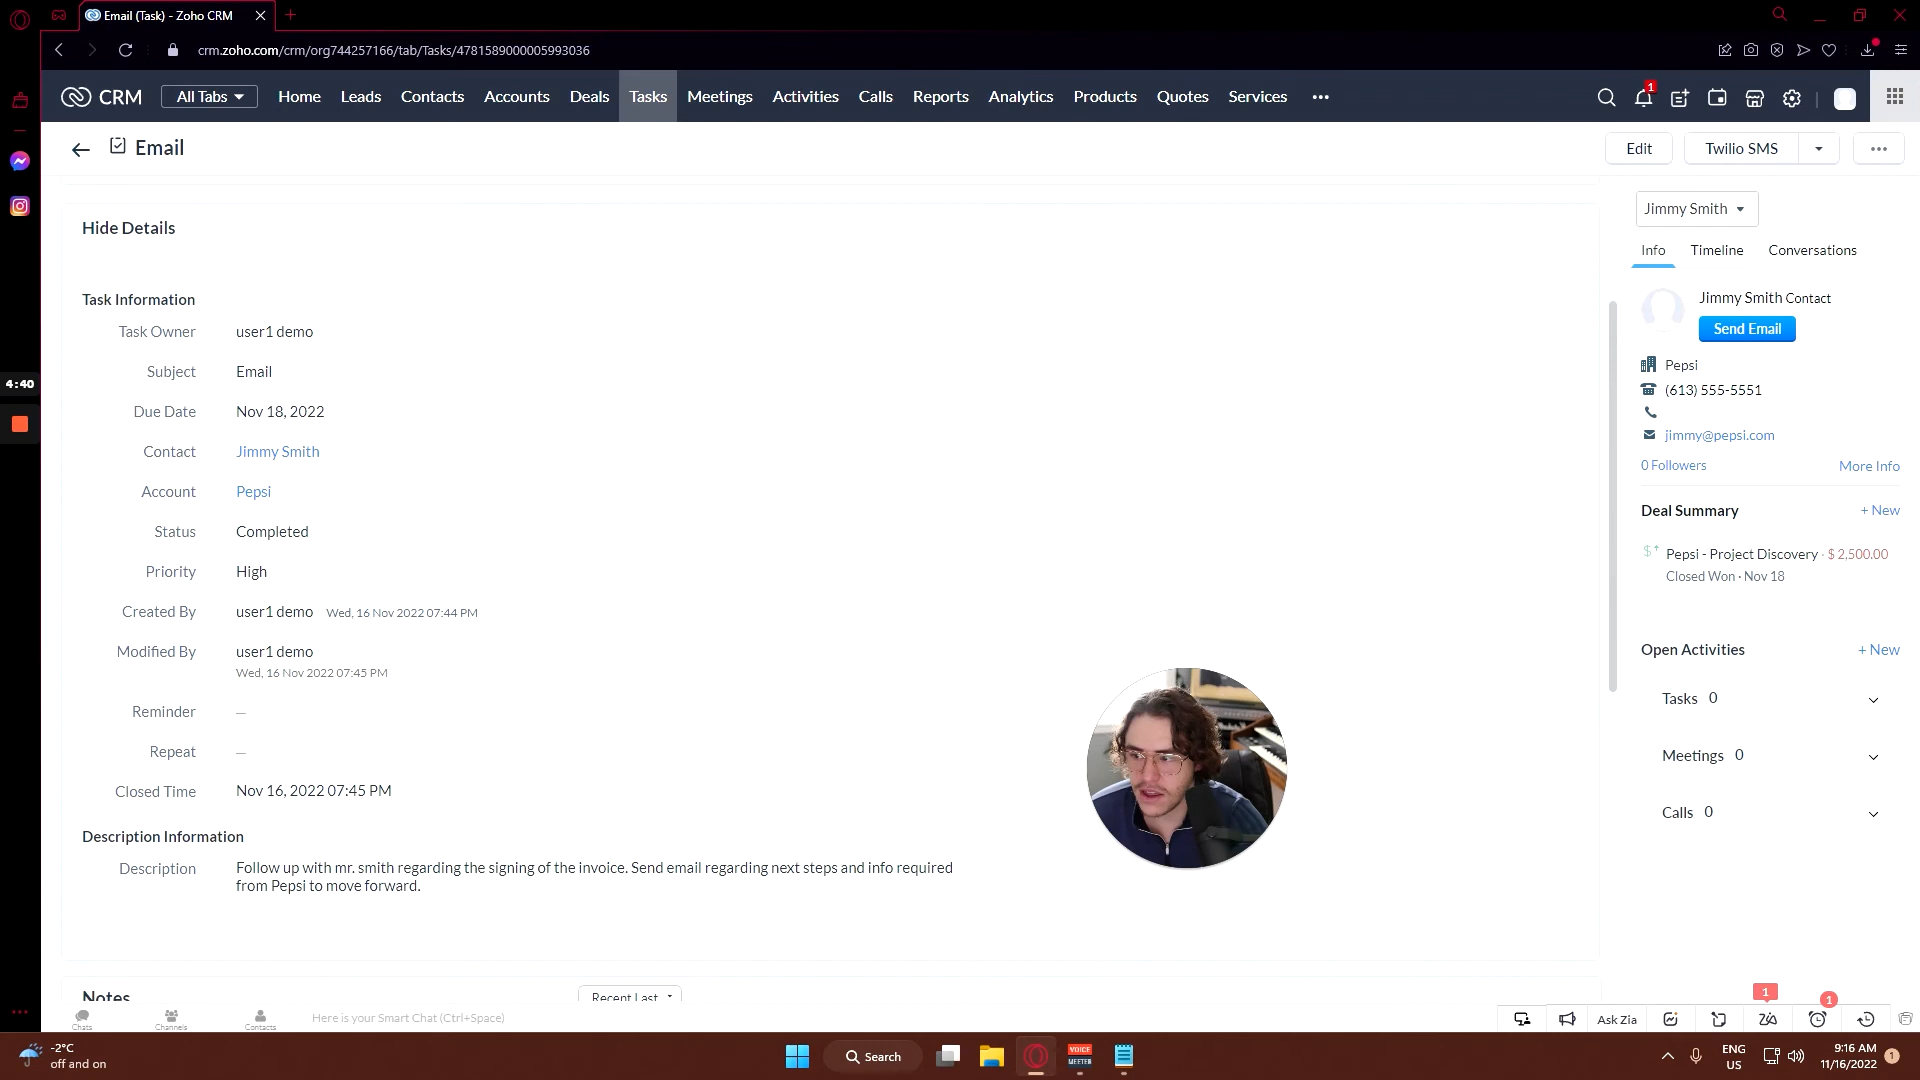 Email (Task) - Zoho CRM
crm.zoho.com/crm/org744257166/tab/Tasks/4781589000005993036
CRM
All Tabs
Home
Leads
Contacts
Accounts
Deals
Tasks
Meetings
Activities
Calls
Reports
Analytics
Products
Quotes
Services
1
Email
Edit
Twilio SMS
Hide Details
Task Information
Task Owner user1 demo
Subject Email
Due Date Nov 18, 2022
Contact Jimmy Smith
Account Pepsi
Status Completed
Priority High
Created By user1 demo Wed, 16 Nov 2022 07:44 PM
Modified By user1 demo
Wed, 16 Nov 2022 07:45 PM
Reminder —
Repeat —
Closed Time Nov 16, 2022 07:45 PM
Description Information
Description Follow up with mr. smith regarding the signing of the invoice. Send email regarding next steps and info required
from Pepsi to move forward.
Notes
Recent Last
Jimmy Smith
Info
Timeline
Conversations
Jimmy Smith Contact
Send Email
Pepsi
(613) 555-5551
jimmy@pepsi.com
0 Followers
More Info
Deal Summary
+ New
Pepsi - Project Discovery · $ 2,500.00
Closed Won · Nov 18
Open Activities
+ New
Tasks 0
Meetings 0
Calls 0
4:40
Chats
Channels
Contacts
Here is your Smart Chat (Ctrl+Space)
Ask Zia
1
1
-2°C
off and on
Search
VOICE
MEETER
ENG
US
9:16 AM
11/16/2022
1